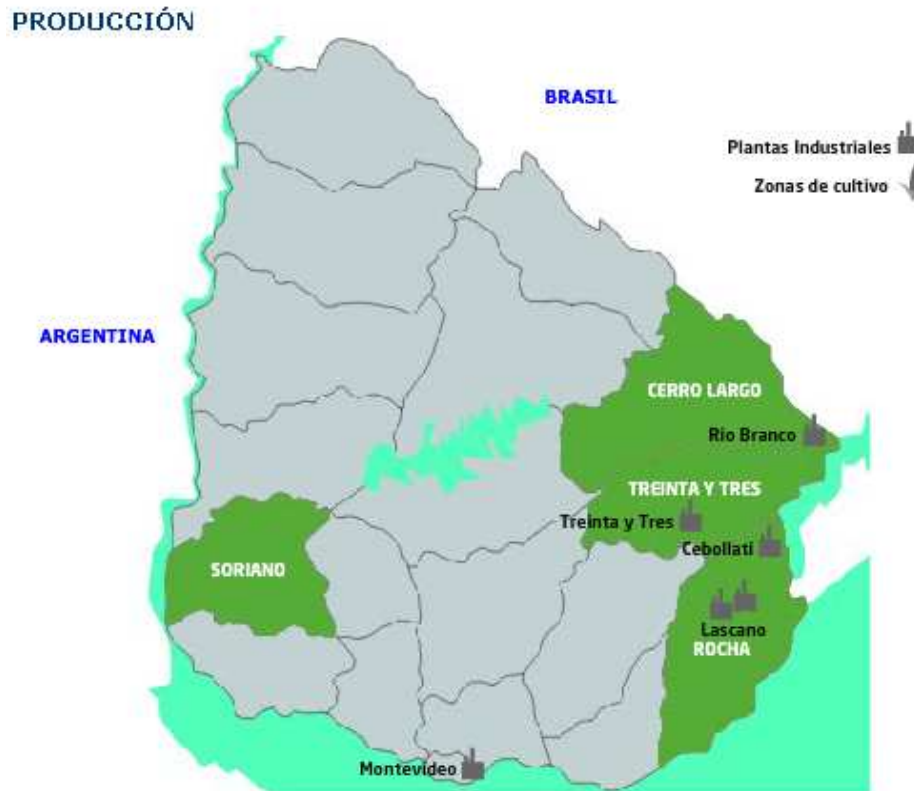 PRODUCCIÓN
BRASIL
Plantas Industriales
Zonas de cultivo
ARGENTINA
CERRO LARGO
Rio Branco
TREINTA Y TRES
Treinta y Tres
Cebollatí
SORIANO
Lascano
ROCHA
Montevideo